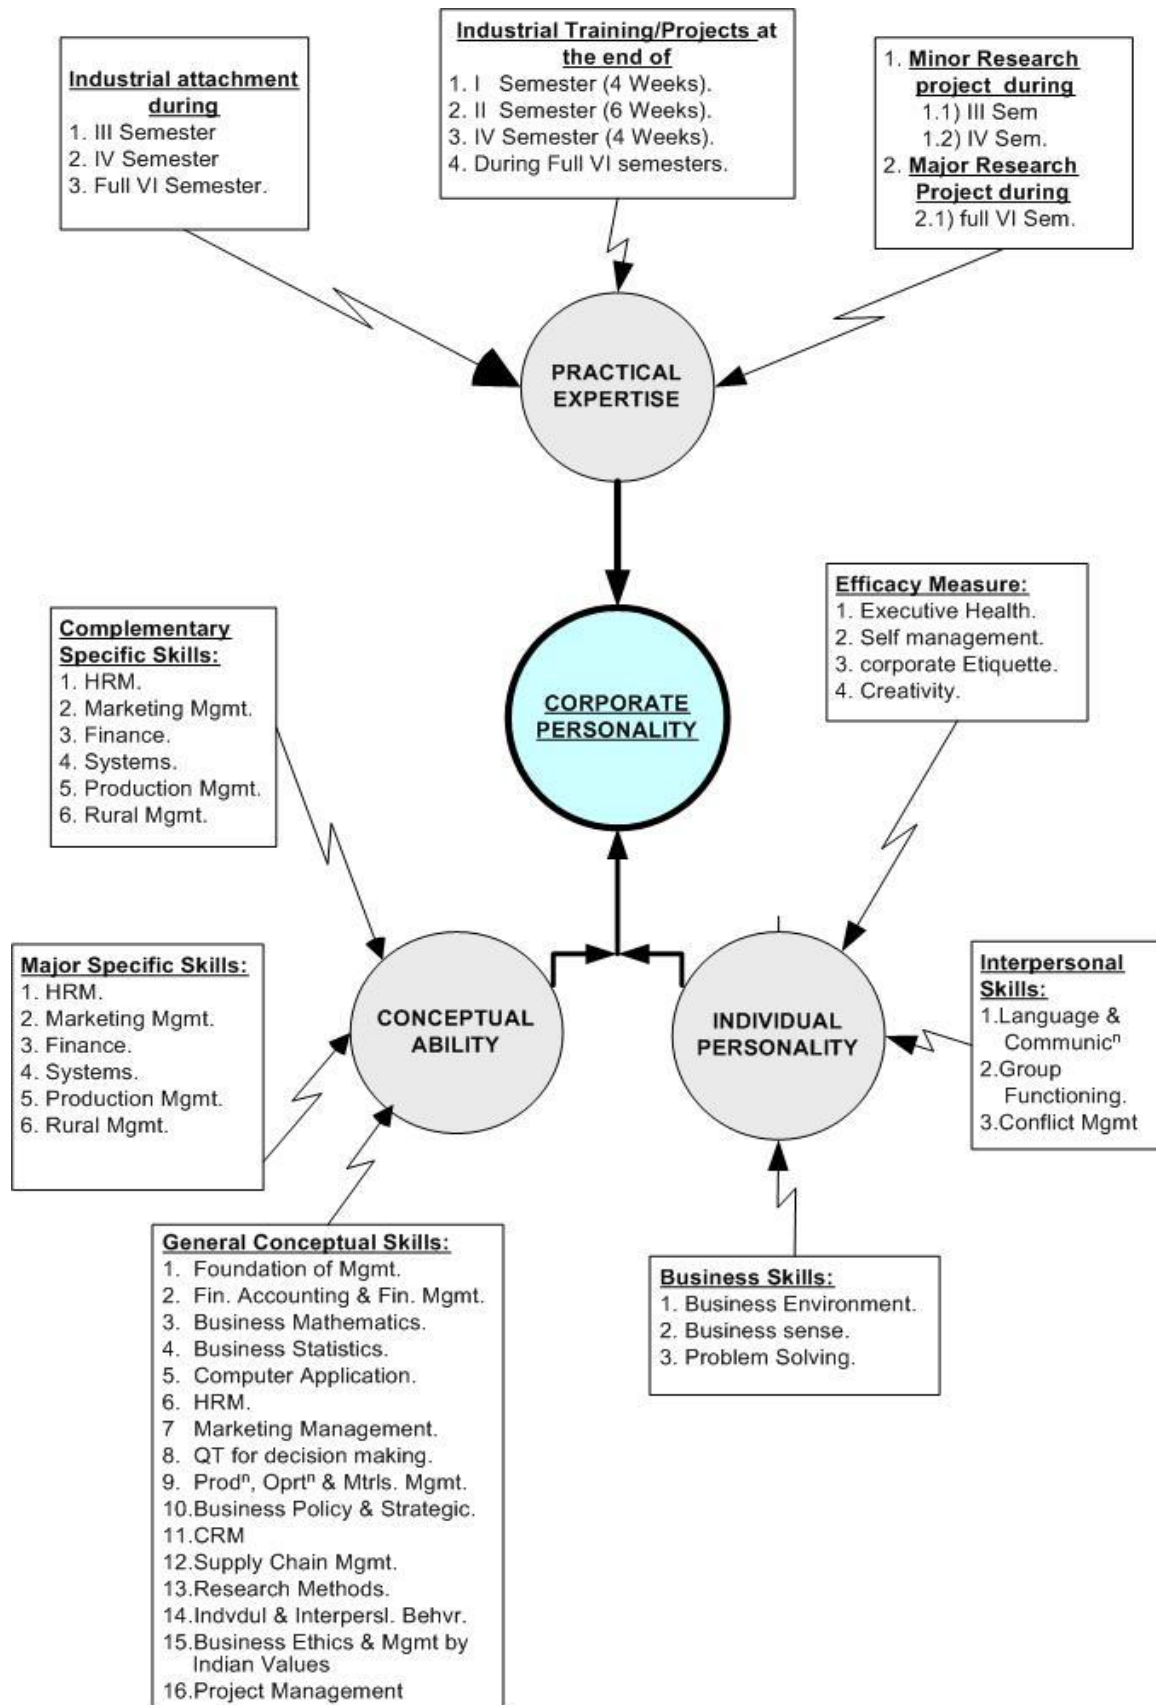 Industrial attachment
during
1. III Semester
2. IV Semester
3. Full VI Semester.
Industrial Training/Projects at
the end of
1. I Semester (4 Weeks).
2. II Semester (6 Weeks).
3. IV Semester (4 Weeks).
4. During Full VI semesters.
1. Minor Research
project during
1.1) III Sem
1.2) IV Sem.
2. Major Research
Project during
2.1) full VI Sem.
PRACTICAL
EXPERTISE
Efficacy Measure:
1. Executive Health.
2. Self management.
3. corporate Etiquette.
4. Creativity.
Complementary
Specific Skills:
1. HRM.
2. Marketing Mgmt.
3. Finance.
4. Systems.
5. Production Mgmt.
6. Rural Mgmt.
CORPORATE
PERSONALITY
Major Specific Skills:
1. HRM.
2. Marketing Mgmt.
3. Finance.
4. Systems.
5. Production Mgmt.
6. Rural Mgmt.
CONCEPTUAL
ABILITY
INDIVIDUAL
PERSONALITY
Interpersonal
Skills:
1.Language &
Communicⁿ
2.Group
Functioning.
3.Conflict Mgmt
General Conceptual Skills:
1. Foundation of Mgmt.
2. Fin. Accounting & Fin. Mgmt.
3. Business Mathematics.
4. Business Statistics.
5. Computer Application.
6. HRM.
7 Marketing Management.
8. QT for decision making.
9. Prodⁿ, Oprtⁿ & Mtrls. Mgmt.
10.Business Policy & Strategic.
11.CRM
12.Supply Chain Mgmt.
13.Research Methods.
14.Indvdul & Interpersl. Behvr.
15.Business Ethics & Mgmt by
Indian Values
16.Project Management
Business Skills:
1. Business Environment.
2. Business sense.
3. Problem Solving.